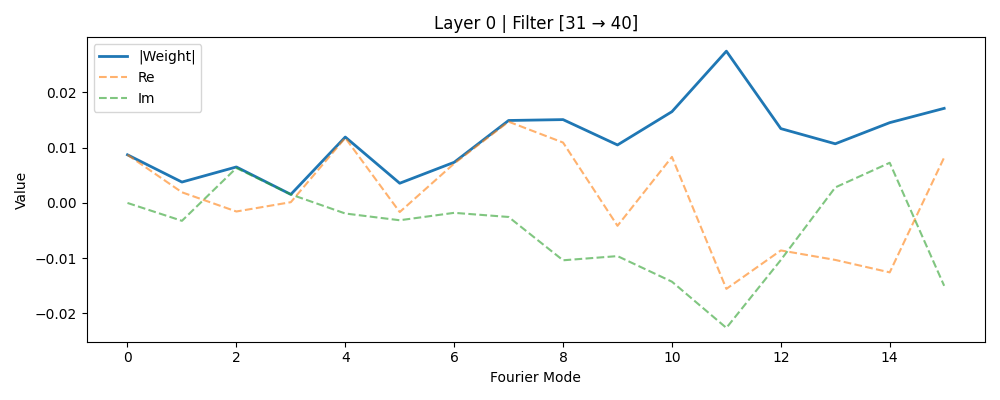 Layer 0 | Filter [31 → 40]
|Weight|
Re
Im
Value
0.02
0.01
0.00
−0.01
−0.02
0 2 4 6 8 10 12 14
Fourier Mode